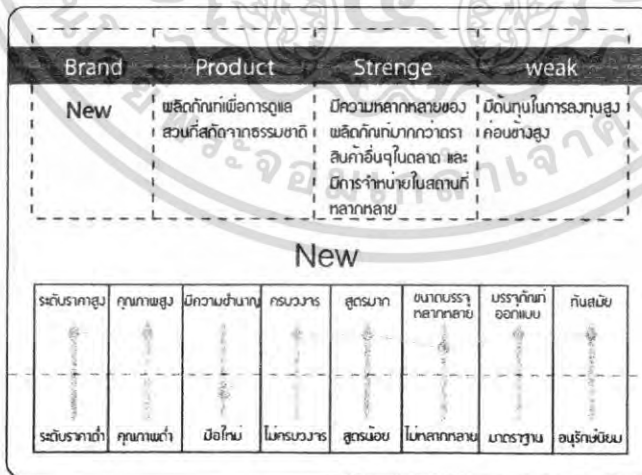 Brand Product Strenge weak
New ผลิตภัณฑ์เพื่อการดูแล มีความหลากหลายของ มีต้นทุนในการลงทุนสูง
สวนที่สกัดจากธรรมชาติ ผลิตภัณฑ์มากกว่าตรา ค่อนข้างสูง
สินค้าอื่นๆในตลาด และ
มีการจำหน่ายในสถานที่
หลากหลาย
New
ระดับราคาสูง คุณภาพสูง มีความชำนาญ ครบวงจร สูตรมาก ขนาดบรรจุ บรรจุภัณฑ์ ทันสมัย
หลากหลาย ออกแบบ
ระดับราคาต่ำ คุณภาพต่ำ มือใหม่ ไม่ครบวงจร สูตรน้อย ไม่หลากหลาย มาตราฐาน อนุรักษ์นิยม